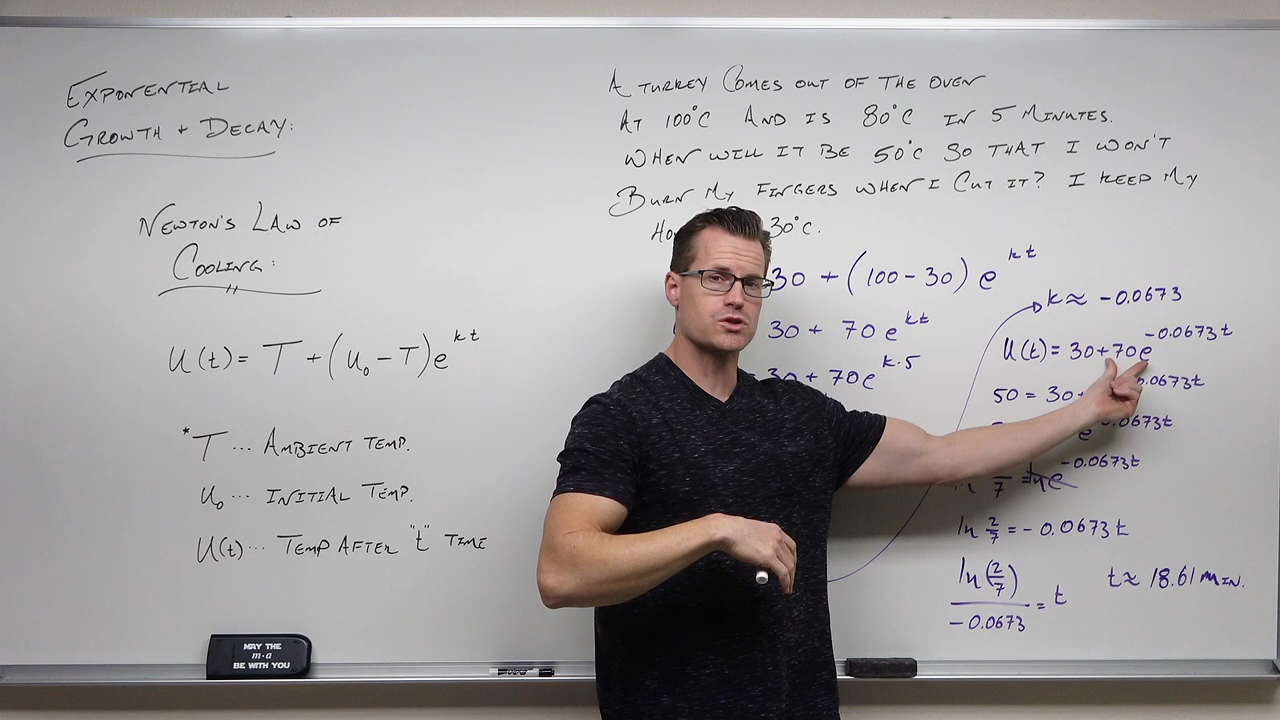 EXPONENTIAL
GROWTH + DECAY:
NEWTON'S LAW OF
COOLING:
U(t) = T + (U₀ - T)e^kt
* T ... AMBIENT TEMP.
U₀ ... INITIAL TEMP.
U(t) ... TEMP AFTER "t" TIME
MAY THE
m·a
BE WITH YOU
A TURKEY COMES OUT OF THE OVEN
AT 100°C AND IS 80°C IN 5 MINUTES.
WHEN WILL IT BE 50°C SO THAT I WON'T
BURN MY FINGERS WHEN I CUT IT? I KEEP MY
30°C.
30 + (100 - 30) e^kt
30 + 70 e^kt
30 + 70e^k·5
k ≈ -0.0673
U(t) = 30 + 70e^-0.0673t
50 = 30+ .0673t
e .0673t
7 = ln e^-0.0673t
ln 2/7 = -0.0673t
ln(2/7) / -0.0673 = t
t ≈ 18.61 MIN.